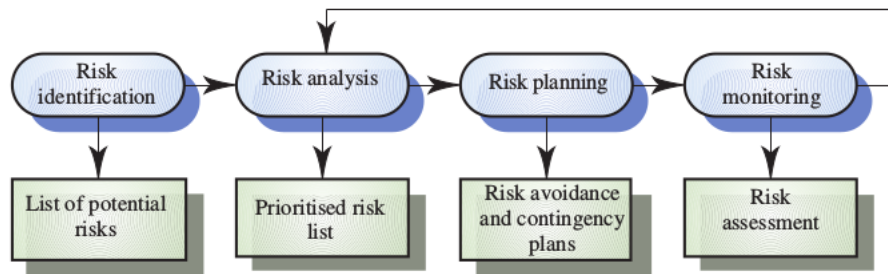 Risk
identification
Risk analysis
Risk planning
Risk
monitoring
List of potential
risks
Prioritised risk
list
Risk avoidance
and contingency
plans
Risk
assessment